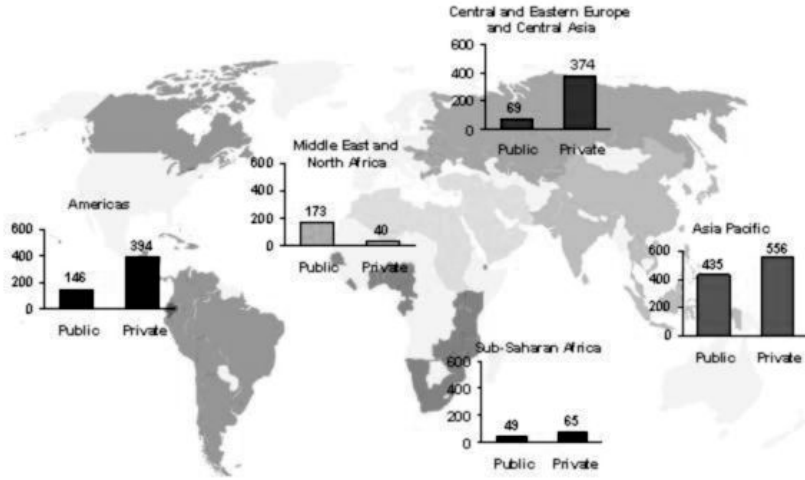 Central and Eastern Europe
and Central Asia
600
400
200
0
69
374
Public Private
Middle East and
North Africa
600
400
200
0
173
40
Public Private
Americas
600
400
200
0
146
394
Public Private
Asia Pacific
600
400
200
0
435
556
Public Private
Sub-Saharan Africa
600
400
200
0
49
65
Public Private